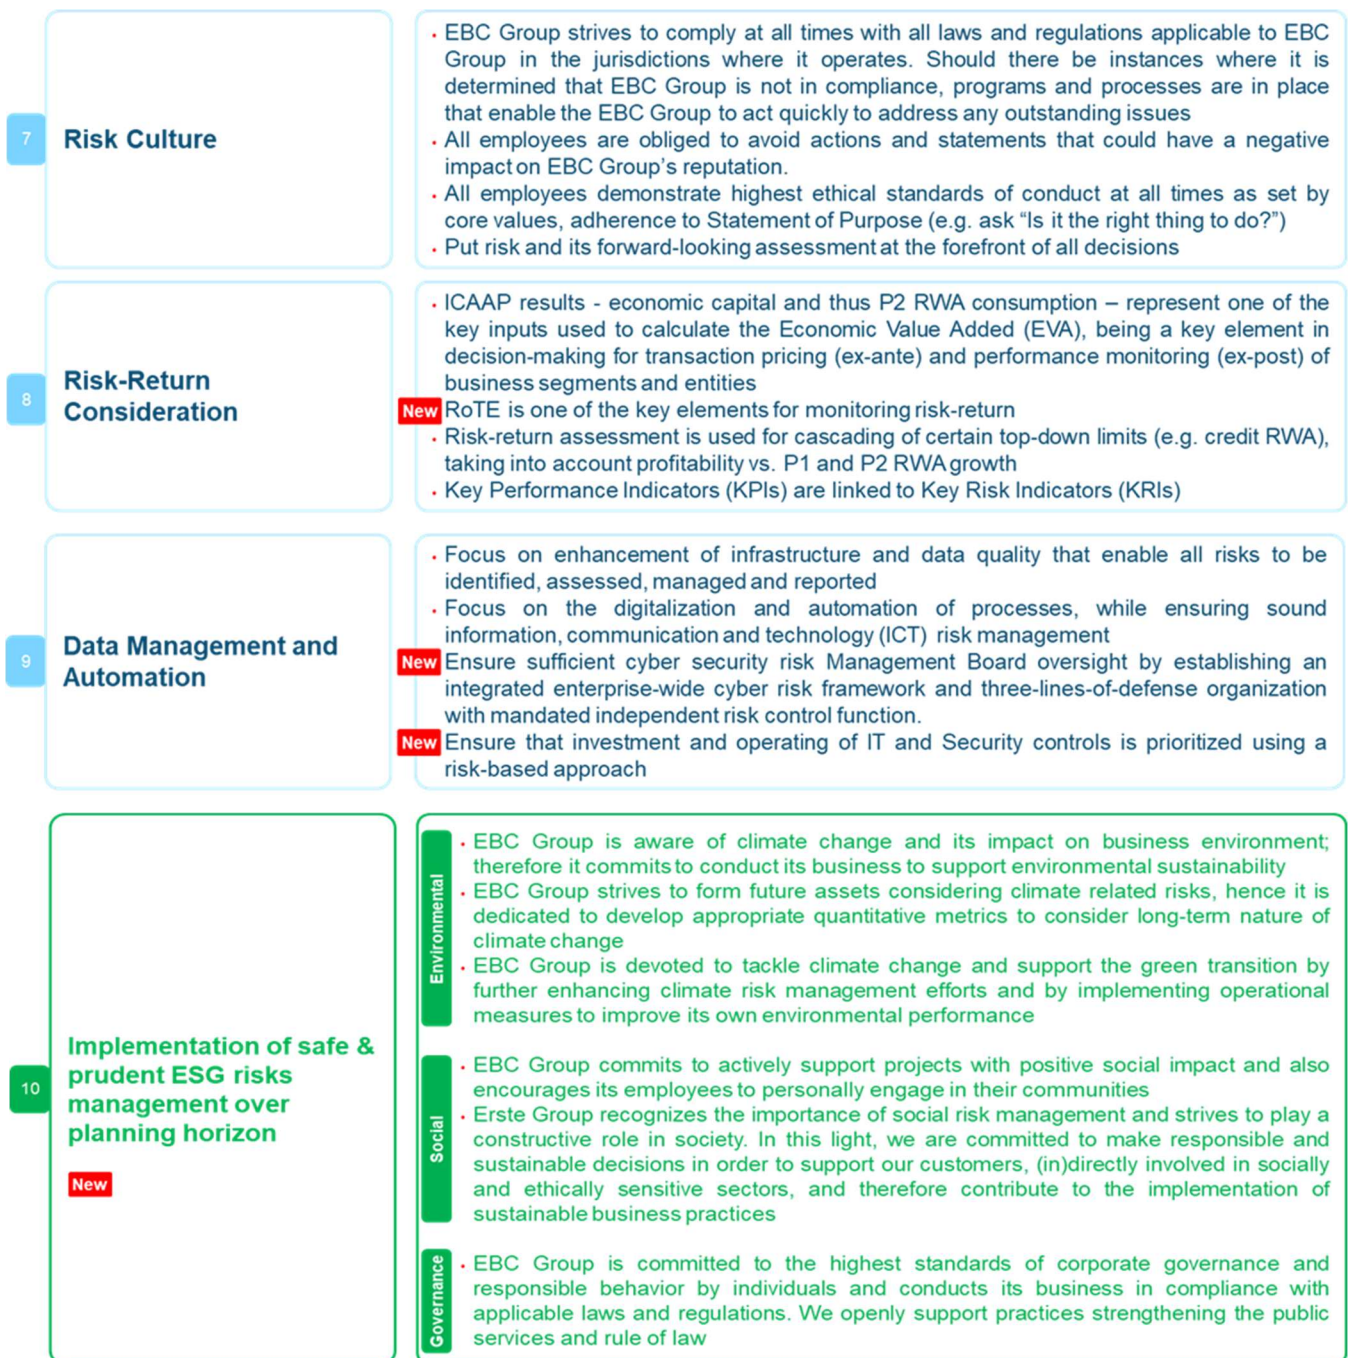 7
Risk Culture
· EBC Group strives to comply at all times with all laws and regulations applicable to EBC
Group in the jurisdictions where it operates. Should there be instances where it is
determined that EBC Group is not in compliance, programs and processes are in place
that enable the EBC Group to act quickly to address any outstanding issues
· All employees are obliged to avoid actions and statements that could have a negative
impact on EBC Group's reputation.
· All employees demonstrate highest ethical standards of conduct at all times as set by
core values, adherence to Statement of Purpose (e.g. ask “Is it the right thing to do?”)
· Put risk and its forward-looking assessment at the forefront of all decisions
8
Risk-Return
Consideration
· ICAAP results - economic capital and thus P2 RWA consumption – represent one of the
key inputs used to calculate the Economic Value Added (EVA), being a key element in
decision-making for transaction pricing (ex-ante) and performance monitoring (ex-post) of
business segments and entities
New RoTE is one of the key elements for monitoring risk-return
· Risk-return assessment is used for cascading of certain top-down limits (e.g. credit RWA),
taking into account profitability vs. P1 and P2 RWA growth
· Key Performance Indicators (KPIs) are linked to Key Risk Indicators (KRIs)
9
Data Management and
Automation
· Focus on enhancement of infrastructure and data quality that enable all risks to be
identified, assessed, managed and reported
· Focus on the digitalization and automation of processes, while ensuring sound
information, communication and technology (ICT) risk management
New Ensure sufficient cyber security risk Management Board oversight by establishing an
integrated enterprise-wide cyber risk framework and three-lines-of-defense organization
with mandated independent risk control function.
New Ensure that investment and operating of IT and Security controls is prioritized using a
risk-based approach
10
Implementation of safe &
prudent ESG risks
management over
planning horizon
New
Environmental
· EBC Group is aware of climate change and its impact on business environment;
therefore it commits to conduct its business to support environmental sustainability
· EBC Group strives to form future assets considering climate related risks, hence it is
dedicated to develop appropriate quantitative metrics to consider long-term nature of
climate change
· EBC Group is devoted to tackle climate change and support the green transition by
further enhancing climate risk management efforts and by implementing operational
measures to improve its own environmental performance
Social
· EBC Group commits to actively support projects with positive social impact and also
encourages its employees to personally engage in their communities
· Erste Group recognizes the importance of social risk management and strives to play a
constructive role in society. In this light, we are committed to make responsible and
sustainable decisions in order to support our customers, (in)directly involved in socially
and ethically sensitive sectors, and therefore contribute to the implementation of
sustainable business practices
Governance
· EBC Group is committed to the highest standards of corporate governance and
responsible behavior by individuals and conducts its business in compliance with
applicable laws and regulations. We openly support practices strengthening the public
services and rule of law